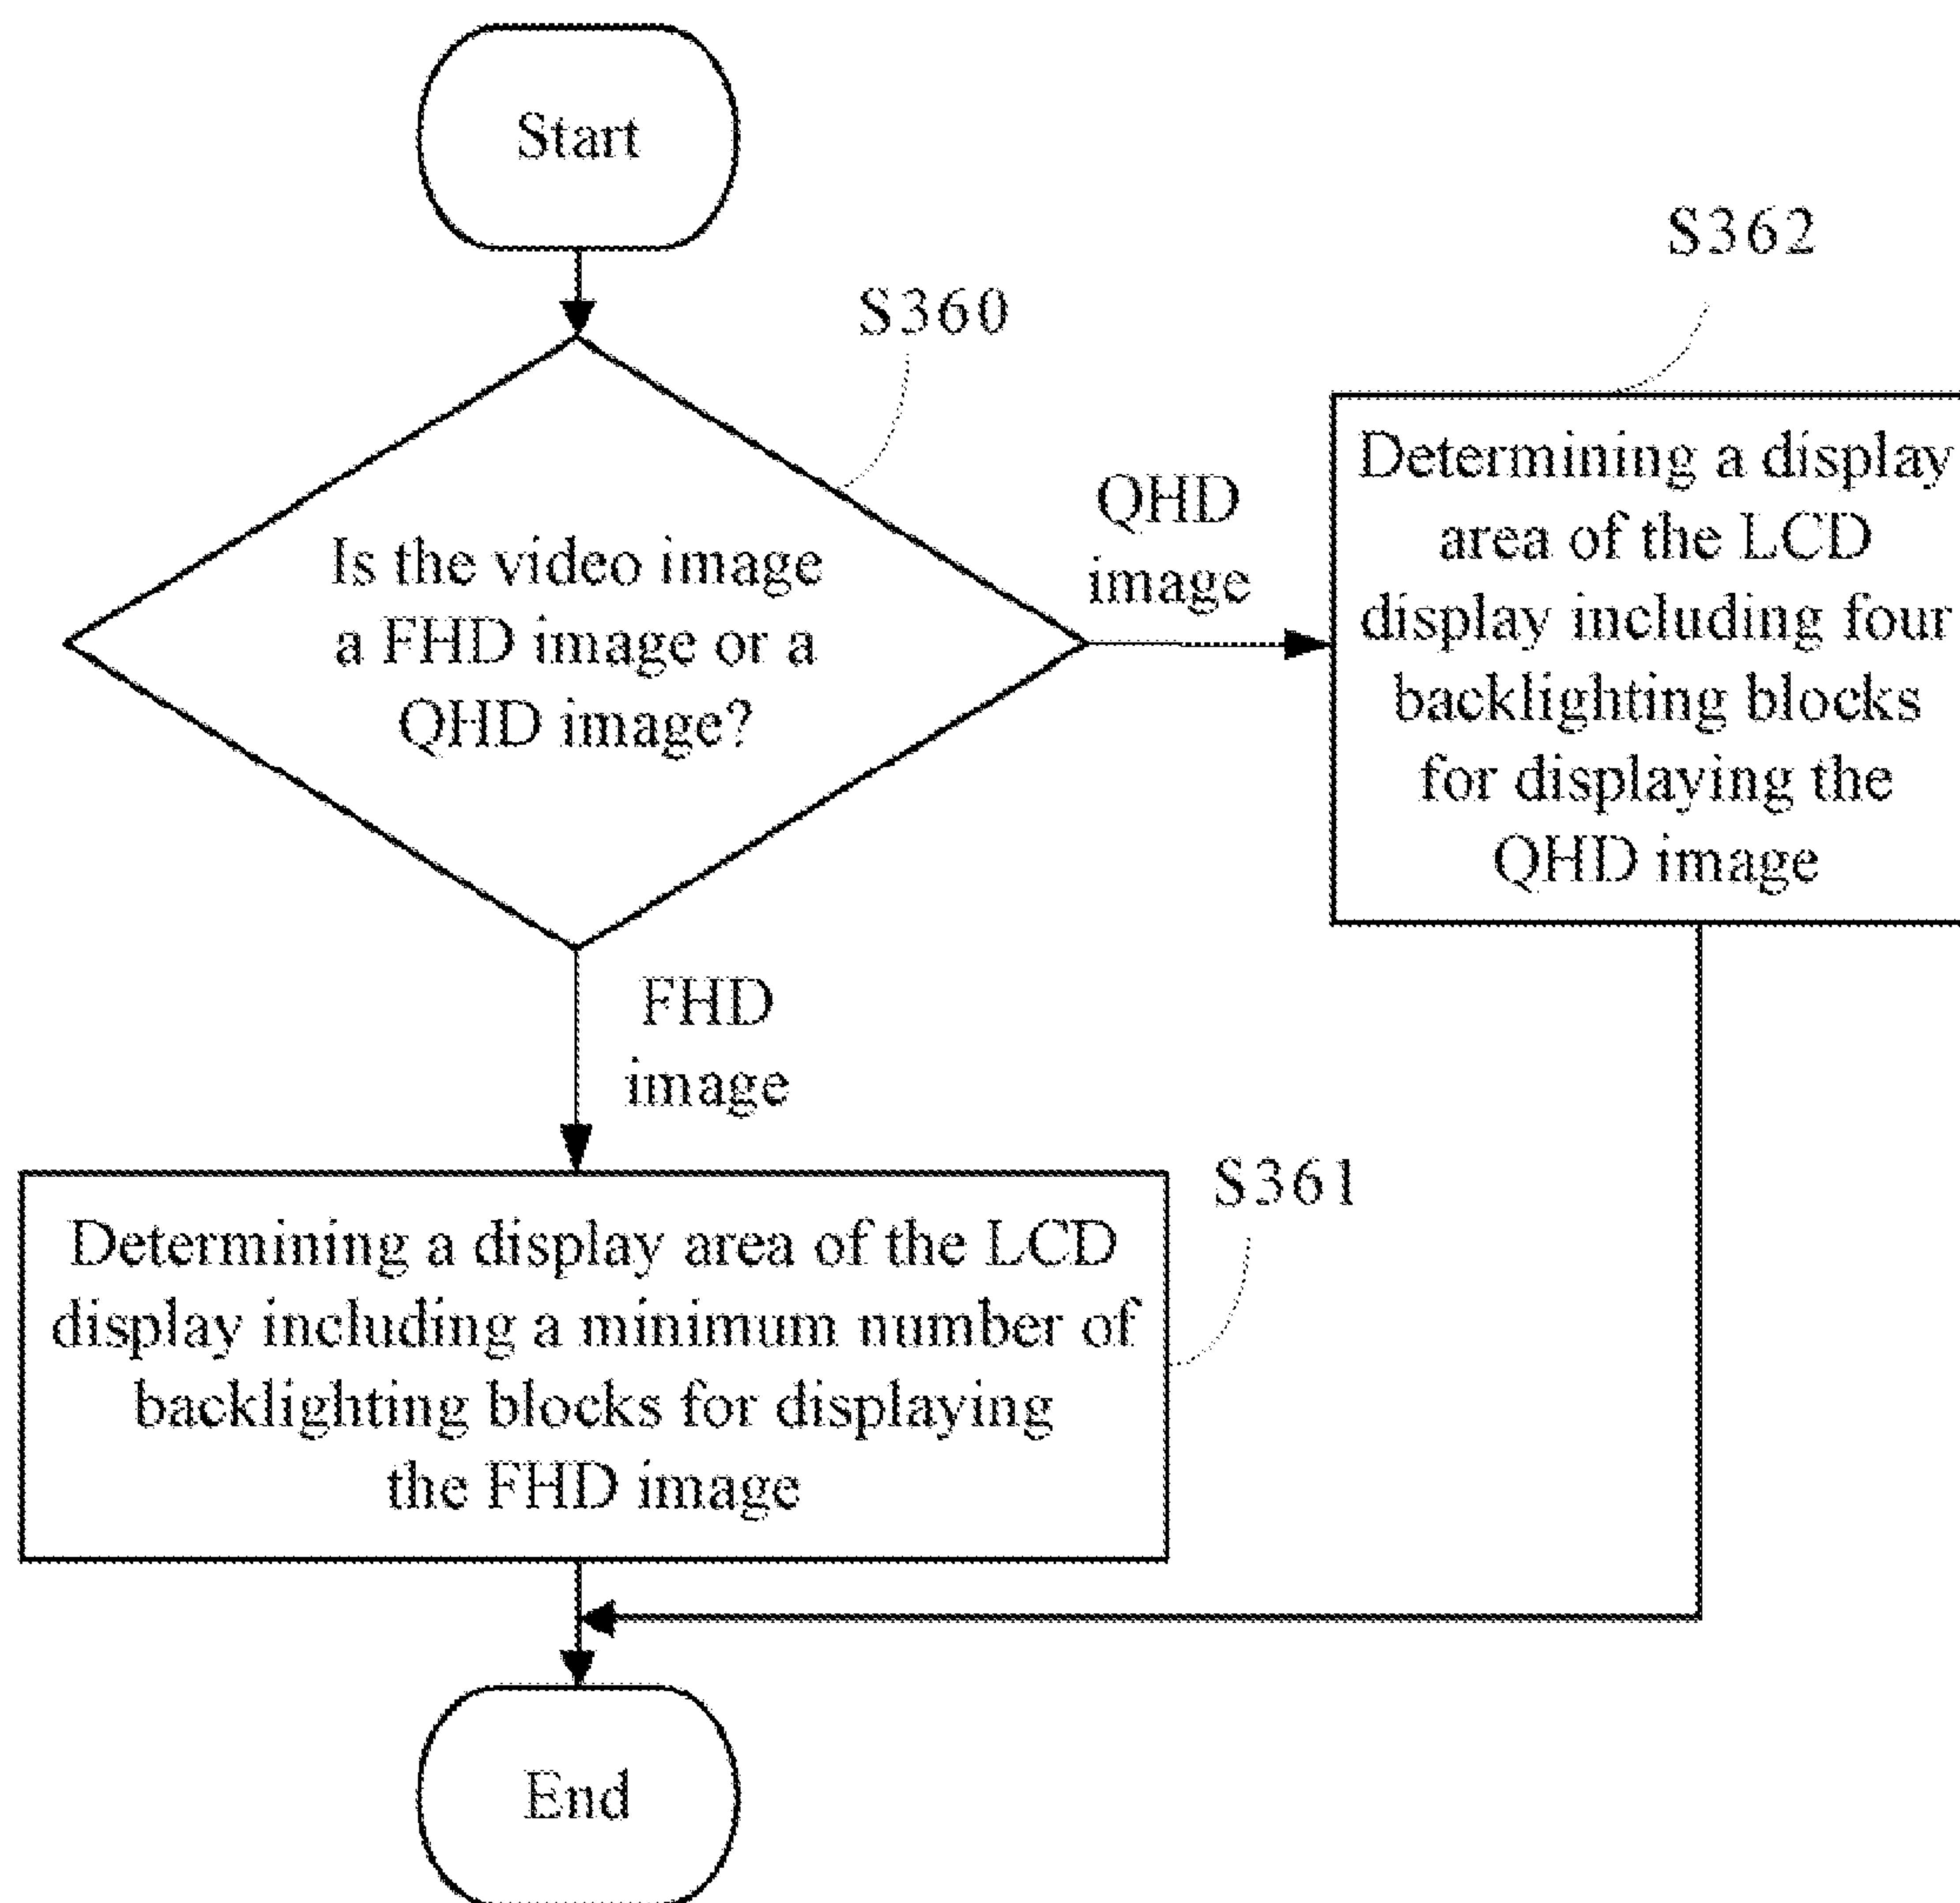 Start
S360
S362
Is the video image
a FHD image or a
QHD image?
QHD
image
Determining a display
area of the LCD
display including four
backlighting blocks
for displaying the
QHD image
FHD
image
S361
Determining a display area of the LCD
display including a minimum number of
backlighting blocks for displaying
the FHD image
End